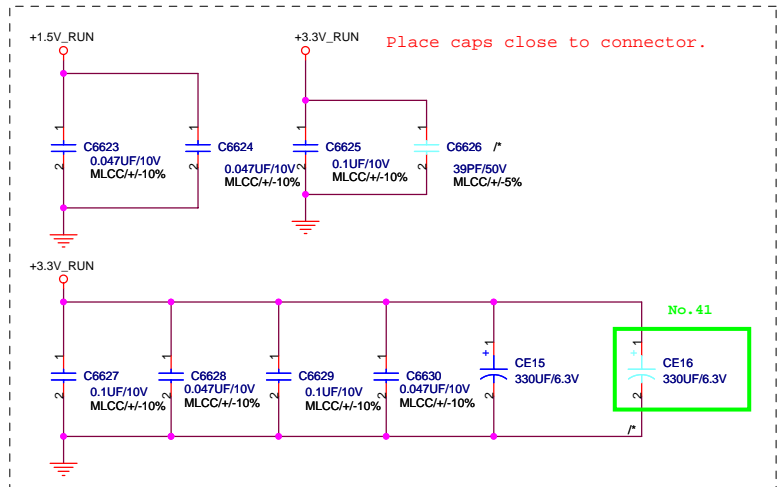 +1.5V_RUN
+3.3V_RUN
Place caps close to connector.
1
C6623
0.047UF/10V
MLCC/+/-10%
2
1
C6624
0.047UF/10V
MLCC/+/-10%
2
1
C6625
0.1UF/10V
MLCC/+/-10%
2
1
C6626 /*
39PF/50V
MLCC/+/-5%
2
+3.3V_RUN
No.41
1
C6627
0.1UF/10V
MLCC/+/-10%
2
1
C6628
0.047UF/10V
MLCC/+/-10%
2
1
C6629
0.1UF/10V
MLCC/+/-10%
2
1
C6630
0.047UF/10V
MLCC/+/-10%
2
1
+
CE15
330UF/6.3V
2
1
+
CE16
330UF/6.3V
2
/*